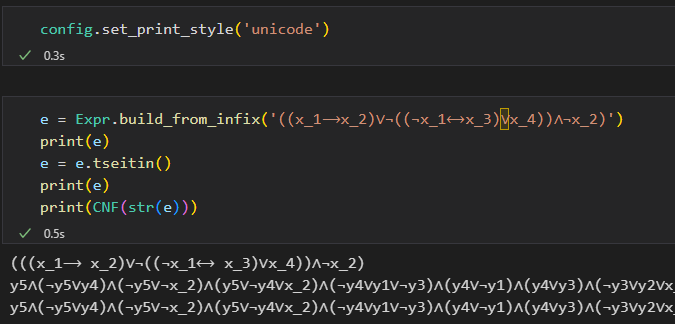 config.set_print_style('unicode')
0.3s
e = Expr.build_from_infix('((x_1⟶x_2)∨¬((¬x_1⟷x_3)∨x_4))∧¬x_2)')
print(e)
e = e.tseitin()
print(e)
print(CNF(str(e)))
0.5s
(((x_1⟶ x_2)∨¬((¬x_1⟷ x_3)∨x_4))∧¬x_2)
y5∧(¬y5∨y4)∧(¬y5∨¬x_2)∧(y5∨¬y4∨x_2)∧(¬y4∨y1∨¬y3)∧(y4∨¬y1)∧(y4∨y3)∧(¬y3∨y2∨x_
y5∧(¬y5∨y4)∧(¬y5∨¬x_2)∧(y5∨¬y4∨x_2)∧(¬y4∨y1∨¬y3)∧(y4∨¬y1)∧(y4∨y3)∧(¬y3∨y2∨x_